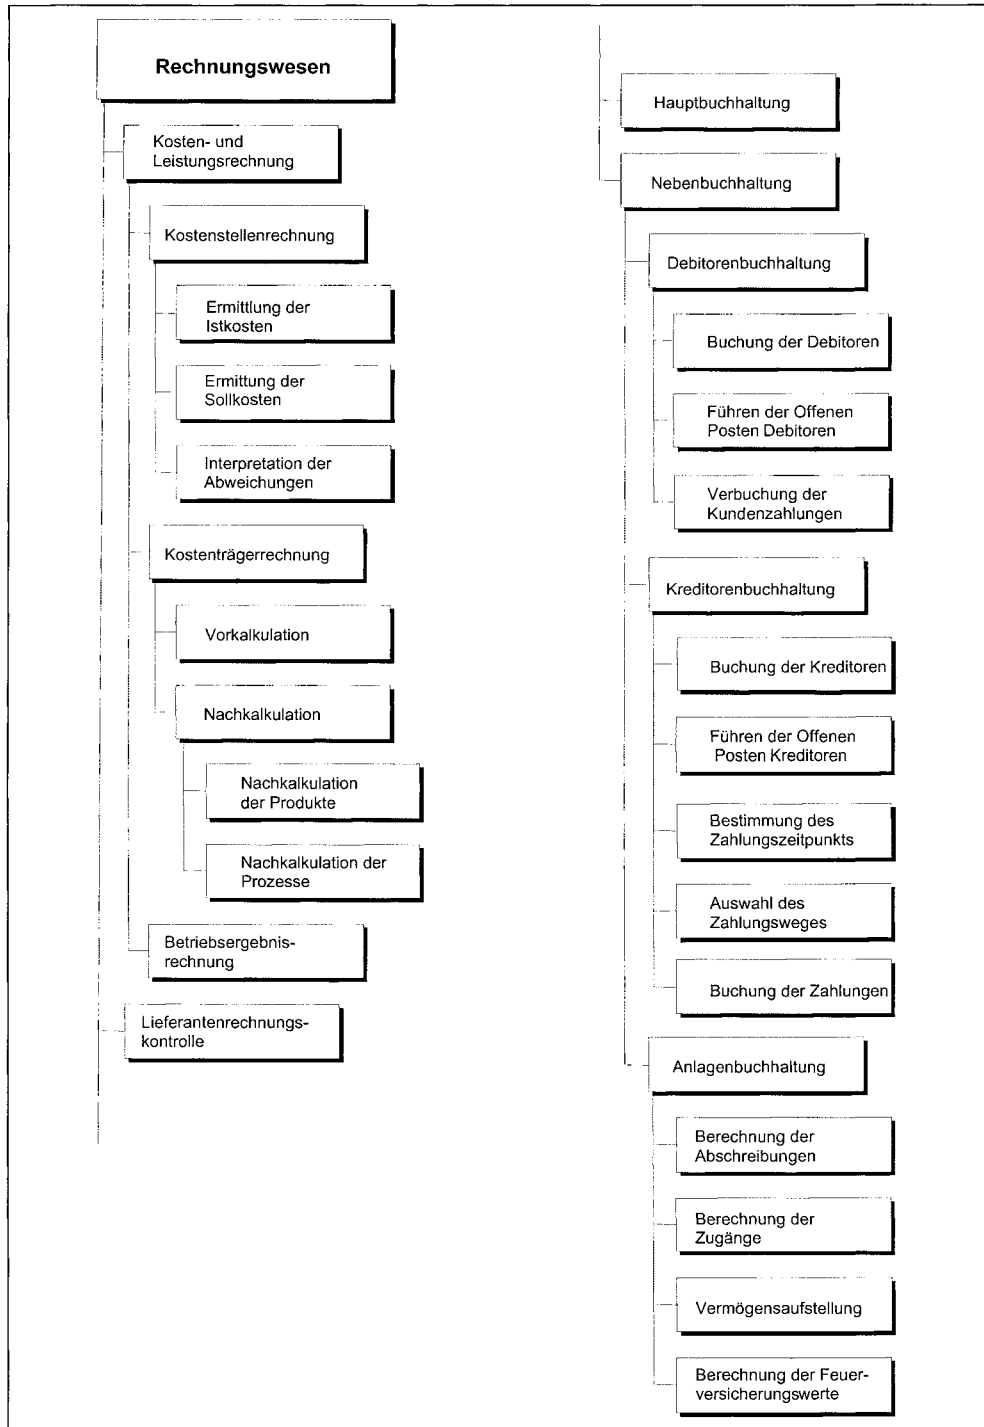 Rechnungswesen
Kosten- und
Leistungsrechnung
Kostenstellenrechnung
Ermittlung der
Istkosten
Ermittung der
Sollkosten
Interpretation der
Abweichungen
Kostenträgerrechnung
Vorkalkulation
Nachkalkulation
Nachkalkulation
der Produkte
Nachkalkulation der
Prozesse
Betriebsergebnis-
rechnung
Lieferantenrechnungs-
kontrolle
Hauptbuchhaltung
Nebenbuchhaltung
Debitorenbuchhaltung
Buchung der Debitoren
Führen der Offenen
Posten Debitoren
Verbuchung der
Kundenzahlungen
Kreditorenbuchhaltung
Buchung der Kreditoren
Führen der Offenen
Posten Kreditoren
Bestimmung des
Zahlungszeitpunkts
Auswahl des
Zahlungsweges
Buchung der Zahlungen
Anlagenbuchhaltung
Berechnung der
Abschreibungen
Berechnung der
Zugänge
Vermögensaufstellung
Berechnung der Feuer-
versicherungswerte